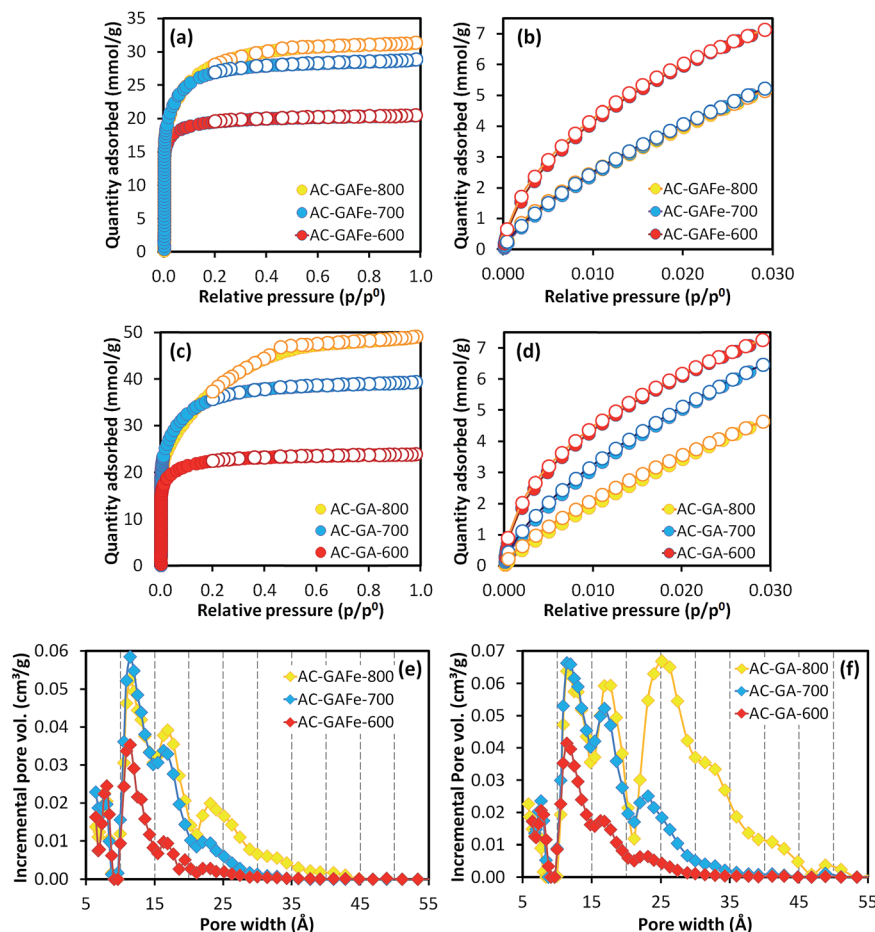 (a)
Quantity adsorbed (mmol/g)
35
30
25
20
15
10
5
0
AC-GAFe-800
AC-GAFe-700
AC-GAFe-600
0.0 0.2 0.4 0.6 0.8 1.0
Relative pressure (p/p⁰)
(b)
Quantity adsorbed (mmol/g)
7
6
5
4
3
2
1
0
AC-GAFe-800
AC-GAFe-700
AC-GAFe-600
0.000 0.010 0.020 0.030
Relative pressure (p/p⁰)
(c)
Quantity adsorbed (mmol/g)
50
40
30
20
10
0
AC-GA-800
AC-GA-700
AC-GA-600
0.0 0.2 0.4 0.6 0.8 1.0
Relative pressure (p/p⁰)
(d)
Quantity adsorbed (mmol/g)
7
6
5
4
3
2
1
0
AC-GA-800
AC-GA-700
AC-GA-600
0.000 0.010 0.020 0.030
Relative pressure (p/p⁰)
(e)
Incremental pore vol. (cm³/g)
0.06
0.05
0.04
0.03
0.02
0.01
0.00
AC-GAFe-800
AC-GAFe-700
AC-GAFe-600
5 15 25 35 45 55
Pore width (Å)
(f)
Incremental Pore vol. (cm³/g)
0.07
0.06
0.05
0.04
0.03
0.02
0.01
0.00
AC-GA-800
AC-GA-700
AC-GA-600
5 15 25 35 45 55
Pore width (Å)